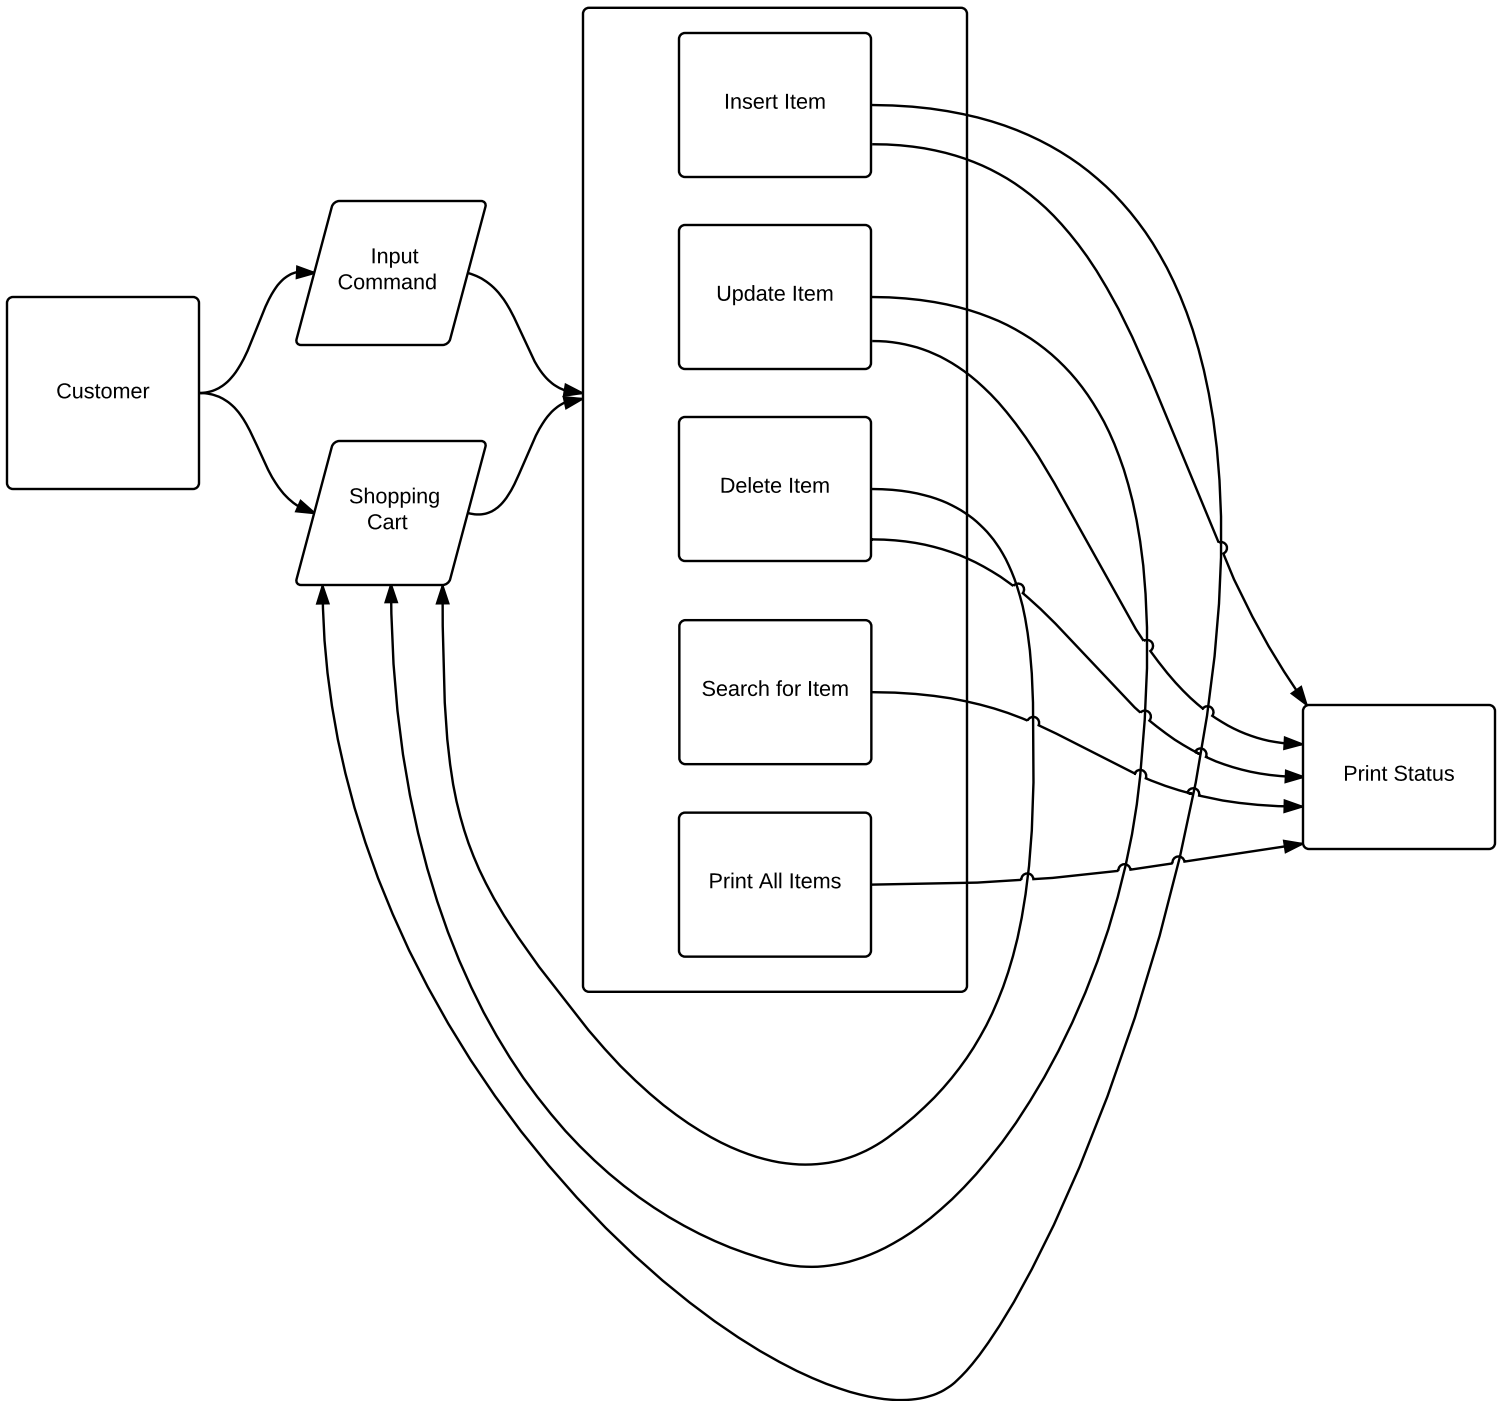 Customer
Input
Command
Shopping
Cart
Insert Item
Update Item
Delete Item
Search for Item
Print All Items
Print Status